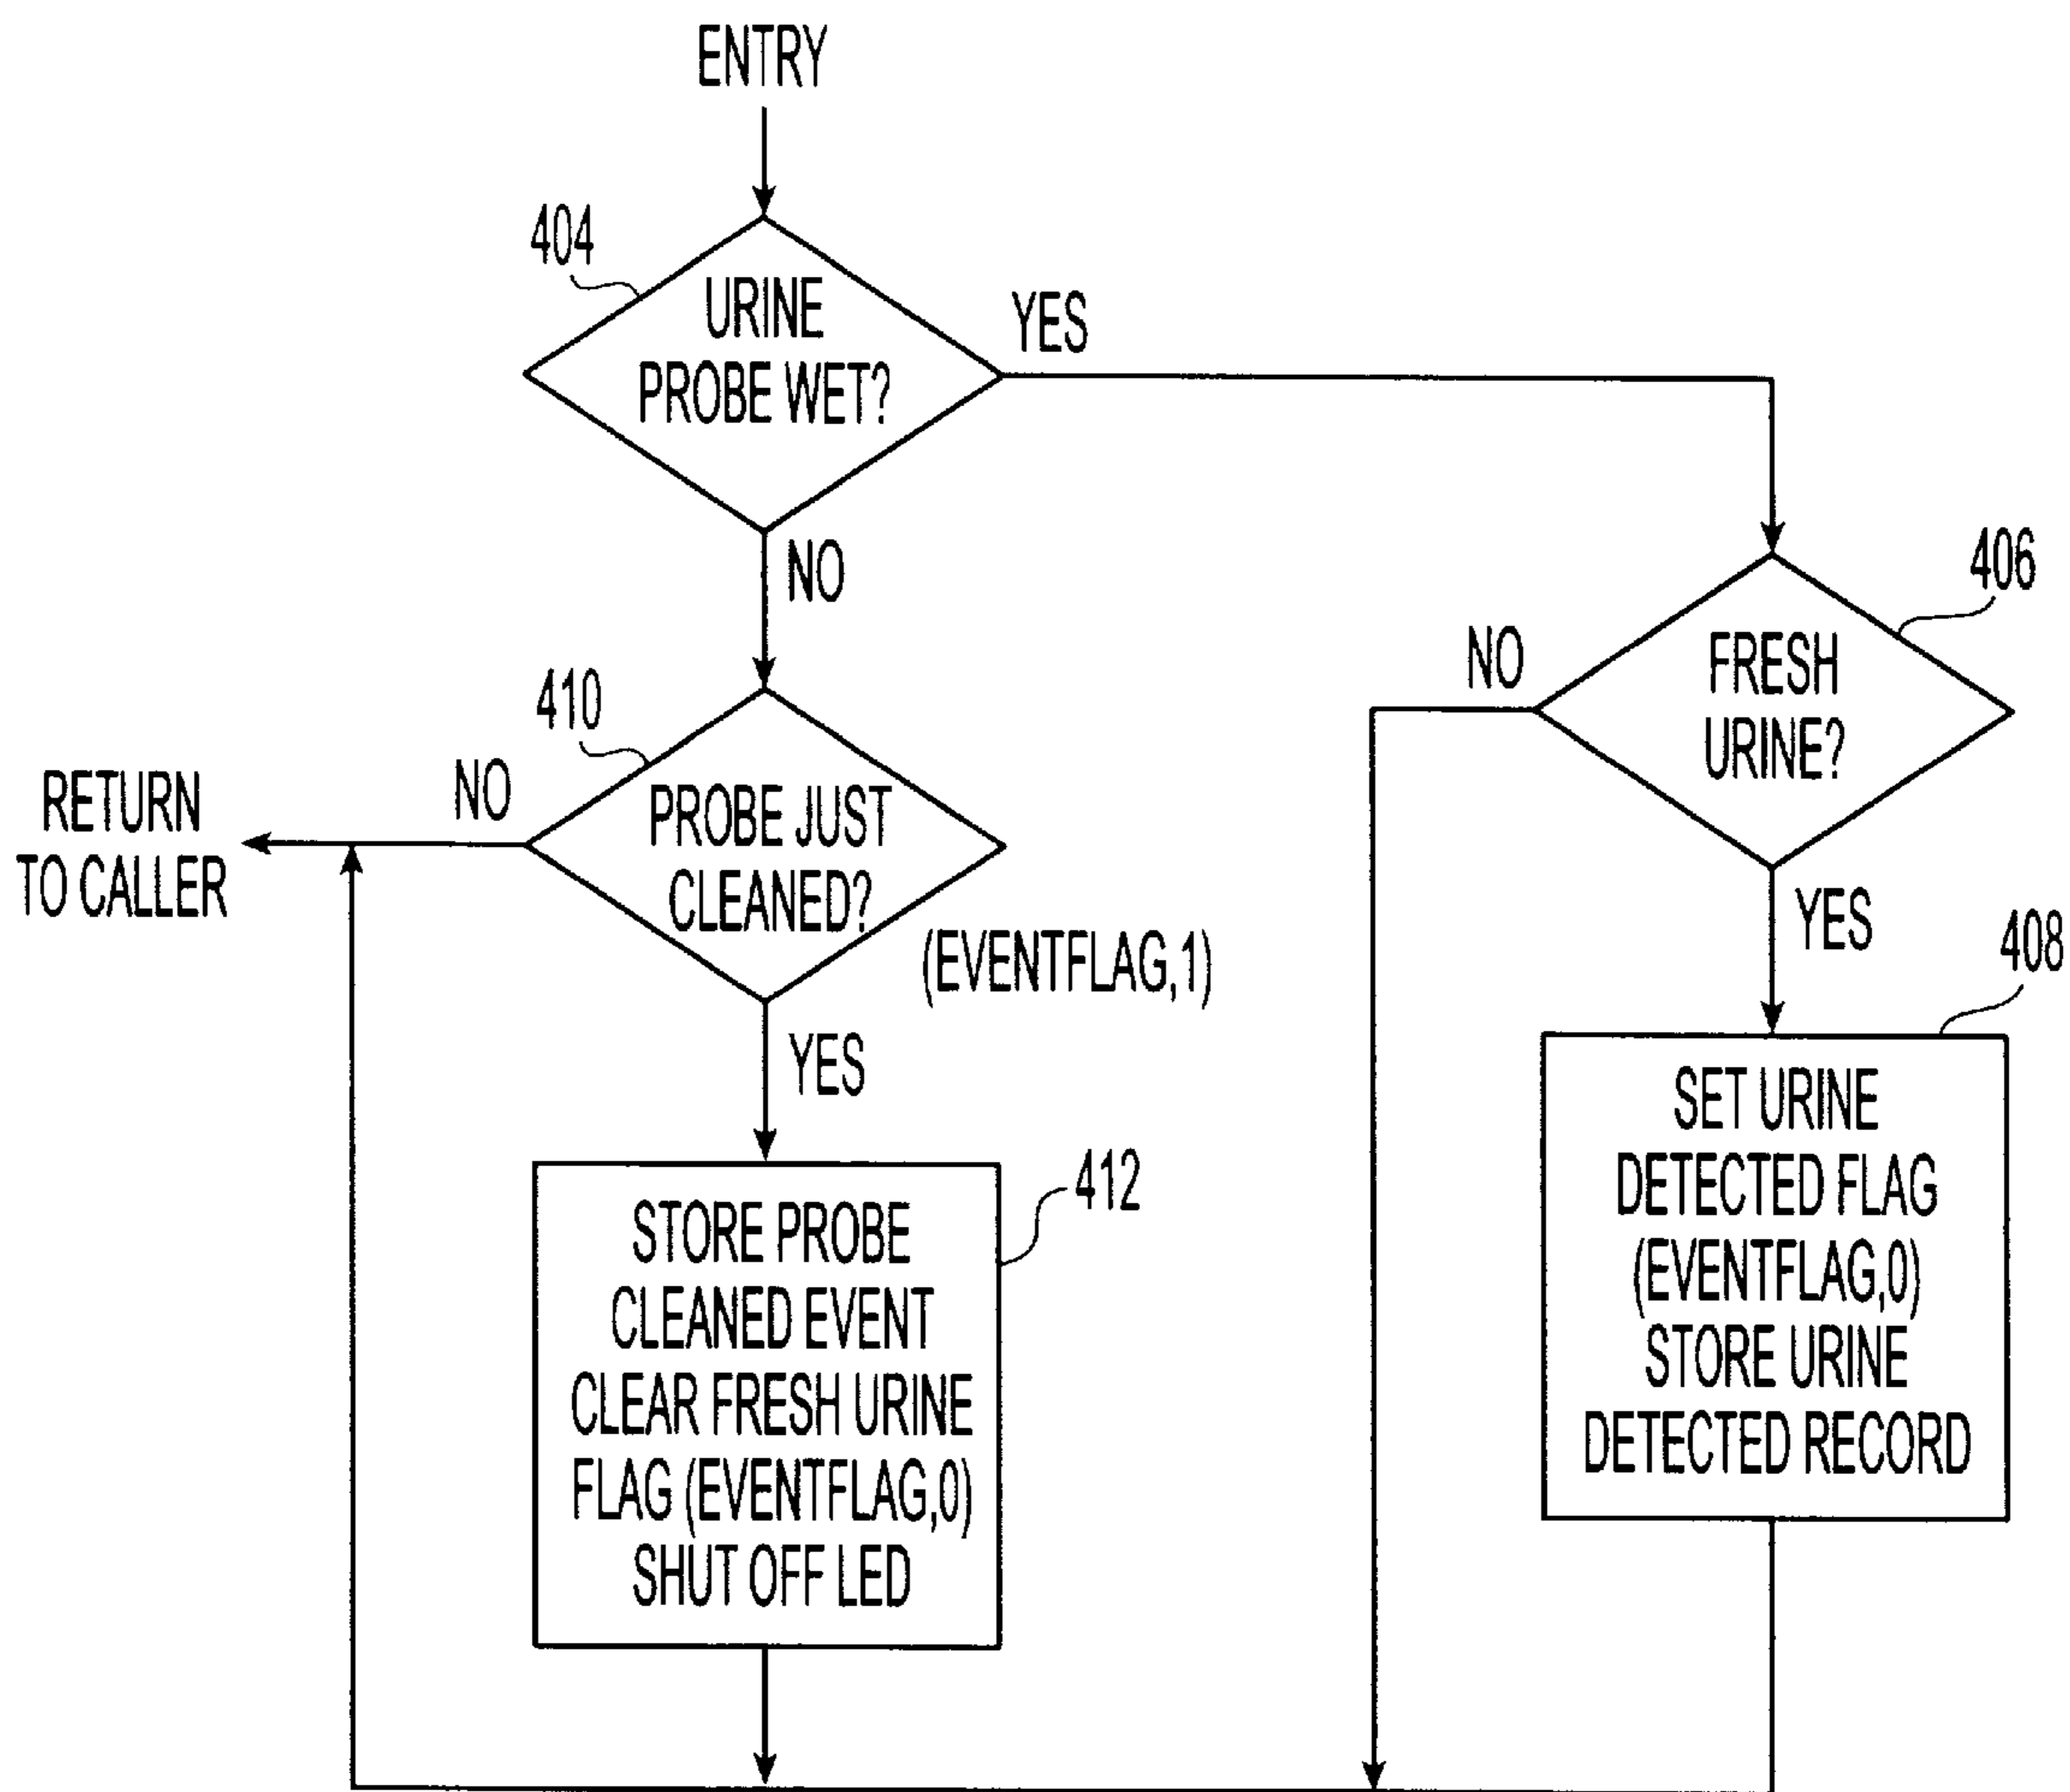 ENTRY
404
URINE
PROBE WET?
YES
NO
406
FRESH
URINE?
NO
YES
410
PROBE JUST
CLEANED?
NO
(EVENTFLAG,1)
RETURN
TO CALLER
YES
408
SET URINE
DETECTED FLAG
(EVENTFLAG,0)
STORE URINE
DETECTED RECORD
412
STORE PROBE
CLEANED EVENT
CLEAR FRESH URINE
FLAG (EVENTFLAG,0)
SHUT OFF LED